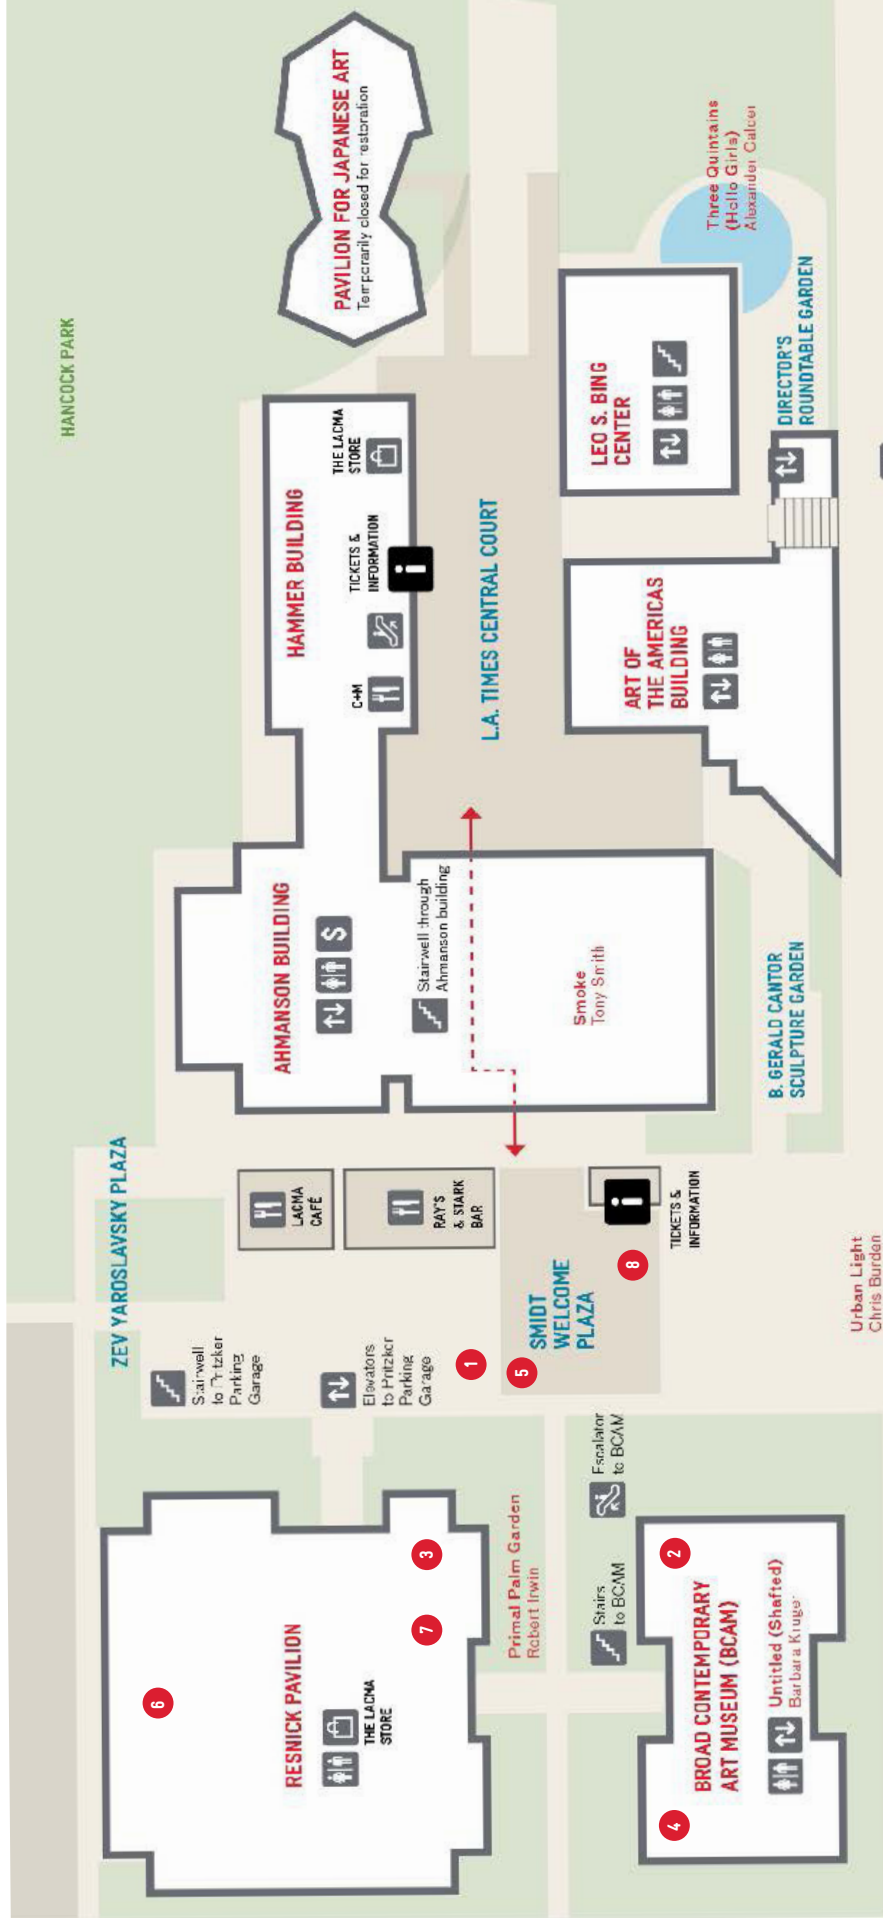 HANCOCK PARK
PAVILION FOR JAPANESE ART
Temporarily closed for restoration
ZEV YAROSLAVSKY PLAZA
HAMMER BUILDING
THE LACMA
STORE
TICKETS &
INFORMATION
i
C+M
AHMANSON BUILDING
$
Stairwell through
Ahmanson building
Smoke
Tony Smith
L.A. TIMES CENTRAL COURT
Three Quintains
(Hello Girls)
Alexander Calder
LEO S. BING
CENTER
DIRECTOR'S
ROUNDTABLE GARDEN
ART OF
THE AMERICAS
BUILDING
B. GERALD CANTOR
SCULPTURE GARDEN
LACMA
CAFÉ
RAY'S
& STARK
BAR
TICKETS &
INFORMATION
i
SMIDT
WELCOME
PLAZA
8
1
5
Stairwell
to Pritzker
Parking
Garage
Elevators
to Pritzker
Parking
Garage
Urban Light
Chris Burden
RESNICK PAVILION
6
3
7
THE LACMA
STORE
Primal Palm Garden
Robert Irwin
Escalator
to BCAM
Stairs
to BCAM
2
BROAD CONTEMPORARY
ART MUSEUM (BCAM)
4
Untitled (Shafted)
Barbara Kruger